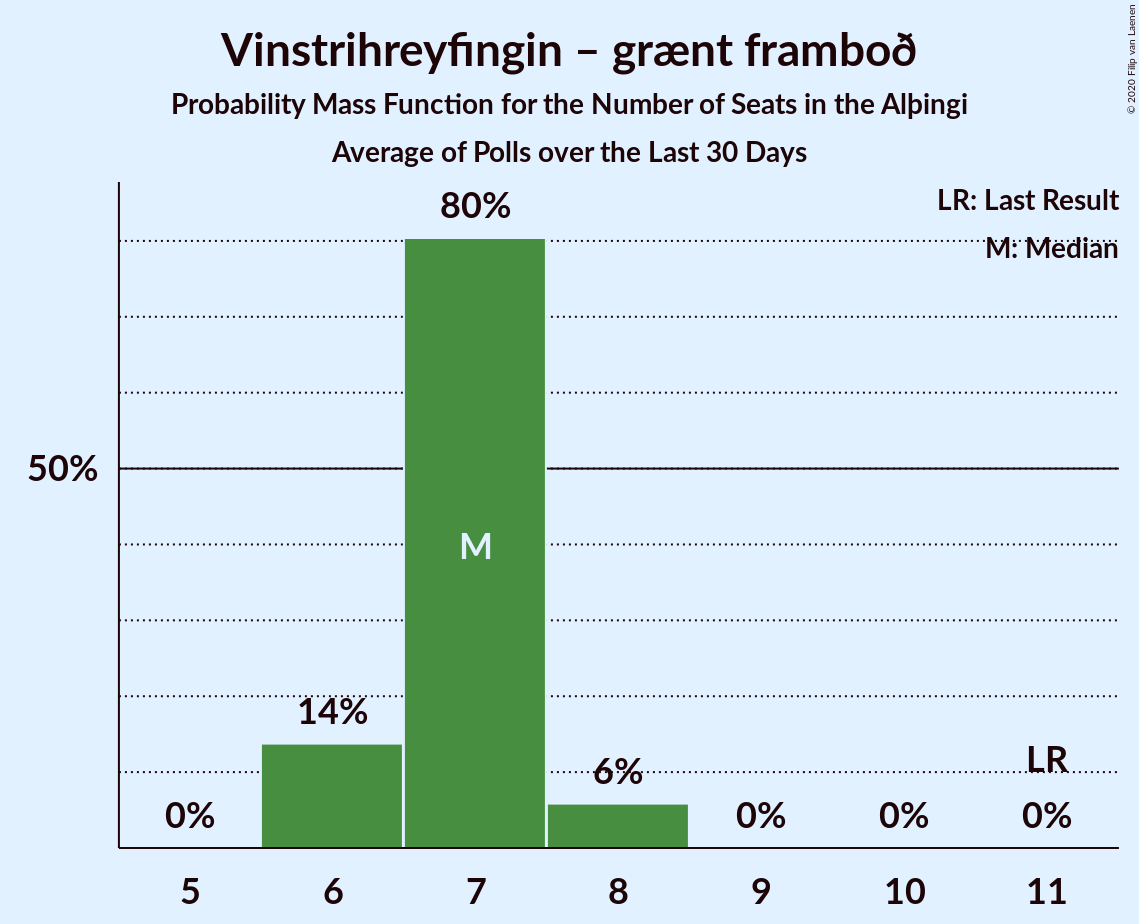 Vinstrihreyfingin – grænt framboð
Probability Mass Function for the Number of Seats in the Alþingi
Average of Polls over the Last 30 Days
© 2020 Filip van Laenen
LR: Last Result
M: Median
80%
50%
M
14%
6%
LR
0%
0%
0%
0%
5
6
7
8
9
10
11